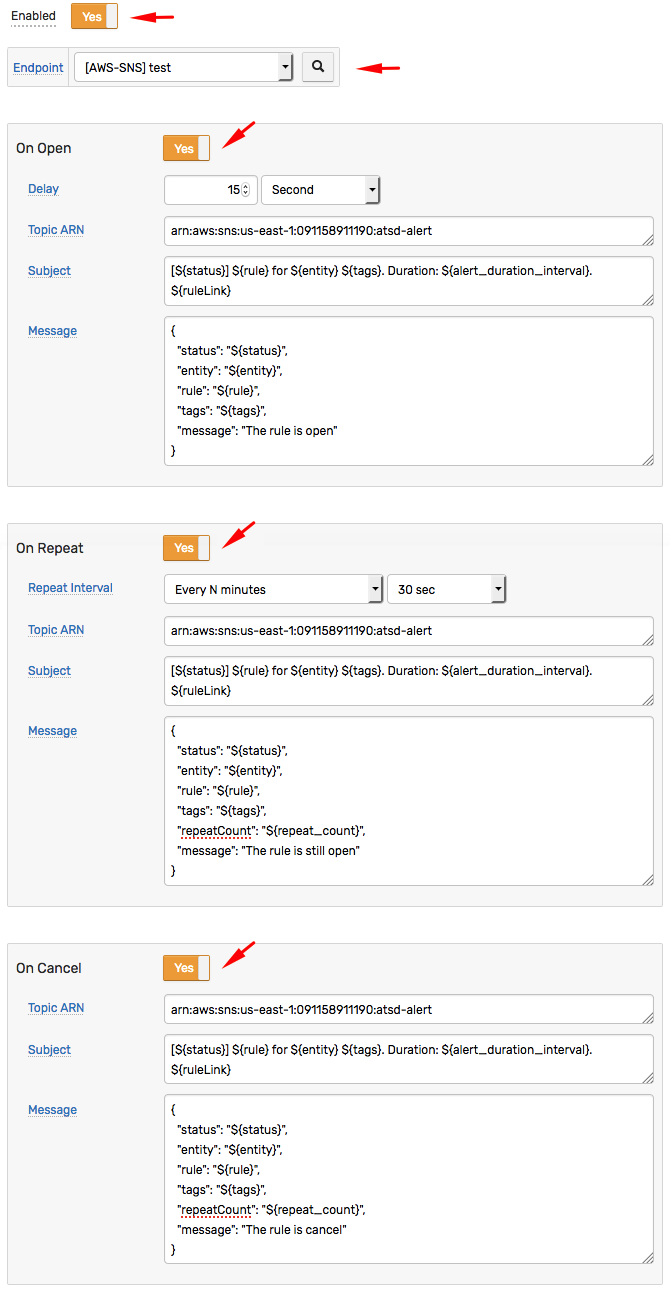 Enabled Yes
Endpoint [AWS-SNS] test
On Open Yes
Delay 15 Second
Topic ARN arn:aws:sns:us-east-1:091158911190:atsd-alert
Subject [${status}] ${rule} for ${entity} ${tags}. Duration: ${alert_duration_interval}.
${ruleLink}
Message {
"status": "${status}",
"entity": "${entity}",
"rule": "${rule}",
"tags": "${tags}",
"message": "The rule is open"
}
On Repeat Yes
Repeat Interval Every N minutes 30 sec
Topic ARN arn:aws:sns:us-east-1:091158911190:atsd-alert
Subject [${status}] ${rule} for ${entity} ${tags}. Duration: ${alert_duration_interval}.
${ruleLink}
Message {
"status": "${status}",
"entity": "${entity}",
"rule": "${rule}",
"tags": "${tags}",
"repeatCount": "${repeat_count}",
"message": "The rule is still open"
}
On Cancel Yes
Topic ARN arn:aws:sns:us-east-1:091158911190:atsd-alert
Subject [${status}] ${rule} for ${entity} ${tags}. Duration: ${alert_duration_interval}.
${ruleLink}
Message {
"status": "${status}",
"entity": "${entity}",
"rule": "${rule}",
"tags": "${tags}",
"repeatCount": "${repeat_count}",
"message": "The rule is cancel"
}